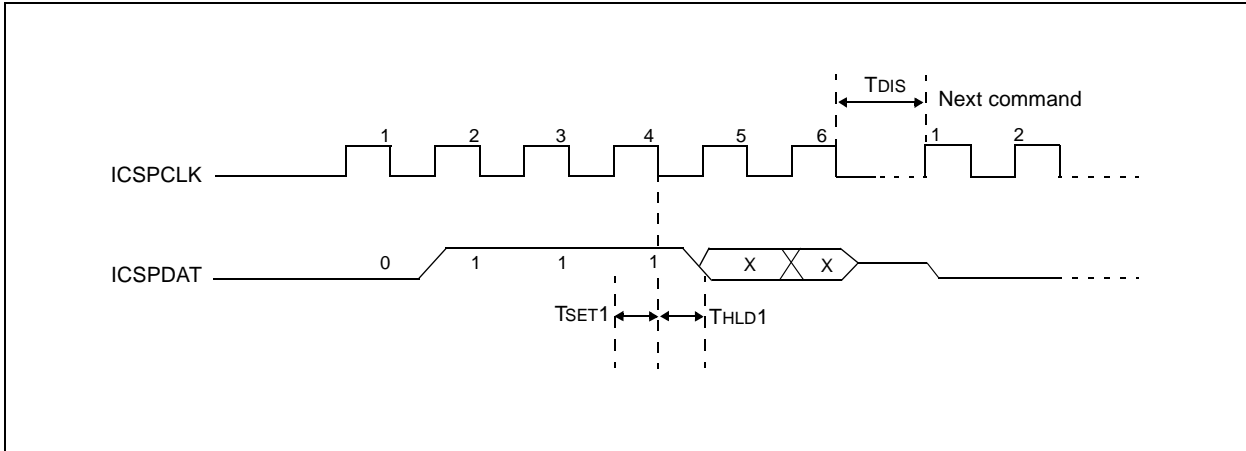 TDIS
Next command
1 2 3 4 5 6 1 2
ICSPCLK
0 1 1 1 X X
ICSPDAT
TSET1 THLD1